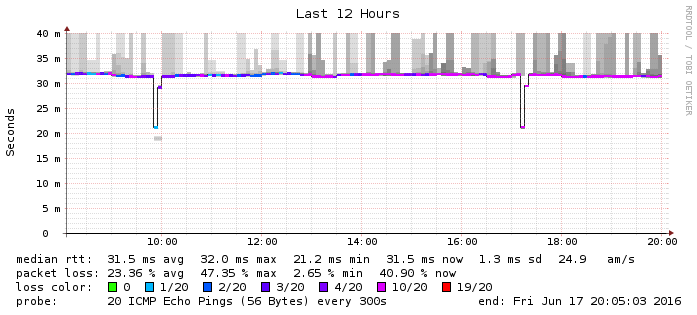 Last 12 Hours
RRDTOOL / TOBI OETIKER
Seconds
40 m
35 m
30 m
25 m
20 m
15 m
10 m
5 m
0
10:00 12:00 14:00 16:00 18:00 20:00
median rtt: 31.5 ms avg 32.0 ms max 21.2 ms min 31.5 ms now 1.3 ms sd 24.9 am/s
packet loss: 23.36 % avg 47.35 % max 2.65 % min 40.90 % now
loss color: 0 1/20 2/20 3/20 4/20 10/20 19/20
probe: 20 ICMP Echo Pings (56 Bytes) every 300s end: Fri Jun 17 20:05:03 2016